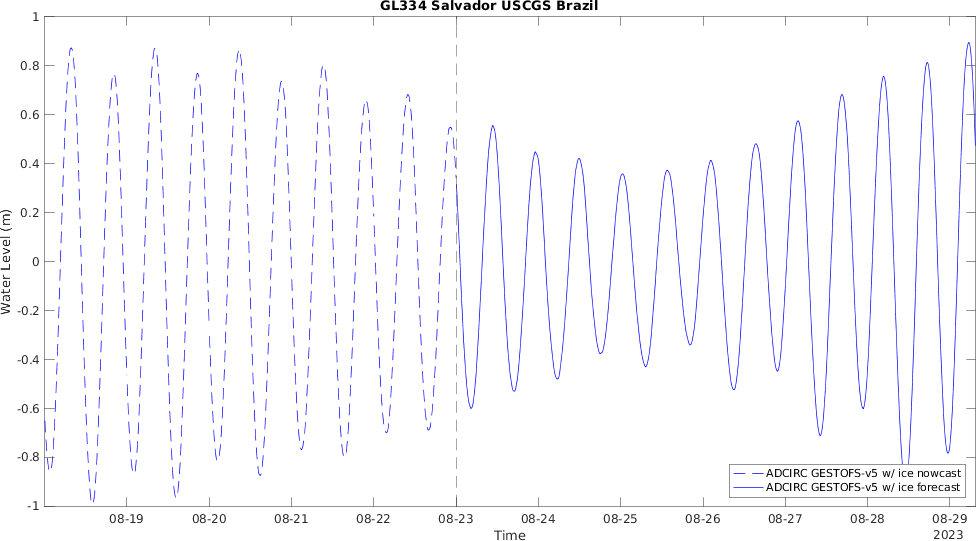 GL334 Salvador USCGS Brazil
1
0.8
0.6
0.4
0.2
0
-0.2
-0.4
-0.6
-0.8
-1
Water Level (m)
ADCIRC GESTOFS-v5 w/ ice nowcast
ADCIRC GESTOFS-v5 w/ ice forecast
08-19 08-20 08-21 08-22 08-23 08-24 08-25 08-26 08-27 08-28 08-29
2023
Time